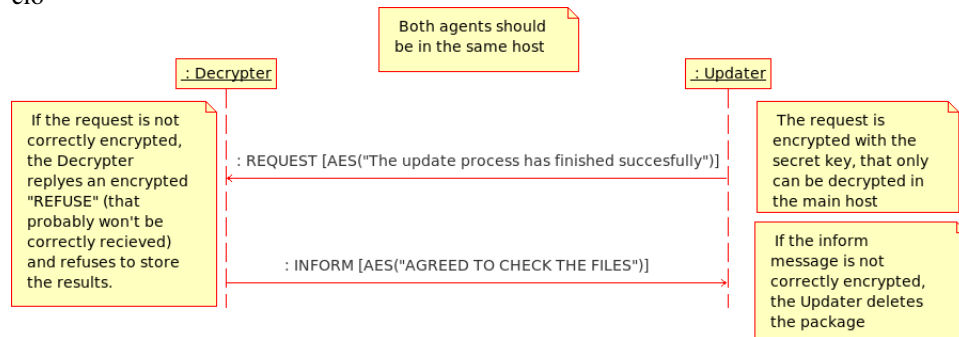 Both agents should
be in the same host
: Decrypter
: Updater
If the request is not
correctly encrypted,
the Decrypter
replyes an encrypted
"REFUSE" (that
probably won't be
correctly recieved)
and refuses to store
the results.
: REQUEST [AES("The update process has finished succesfully")]
: INFORM [AES("AGREED TO CHECK THE FILES")]
The request is
encrypted with the
secret key, that only
can be decrypted in
the main host
If the inform
message is not
correctly encrypted,
the Updater deletes
the package